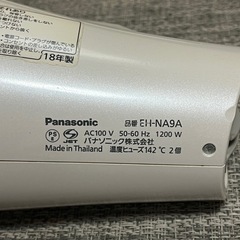 18年製
Panasonic 品番 EH-NA9A
PS E JET AC100 V 50-60 Hz 1200 W
パナソニック株式会社
Made in Thailand 温度ヒューズ142 ℃ 2 個